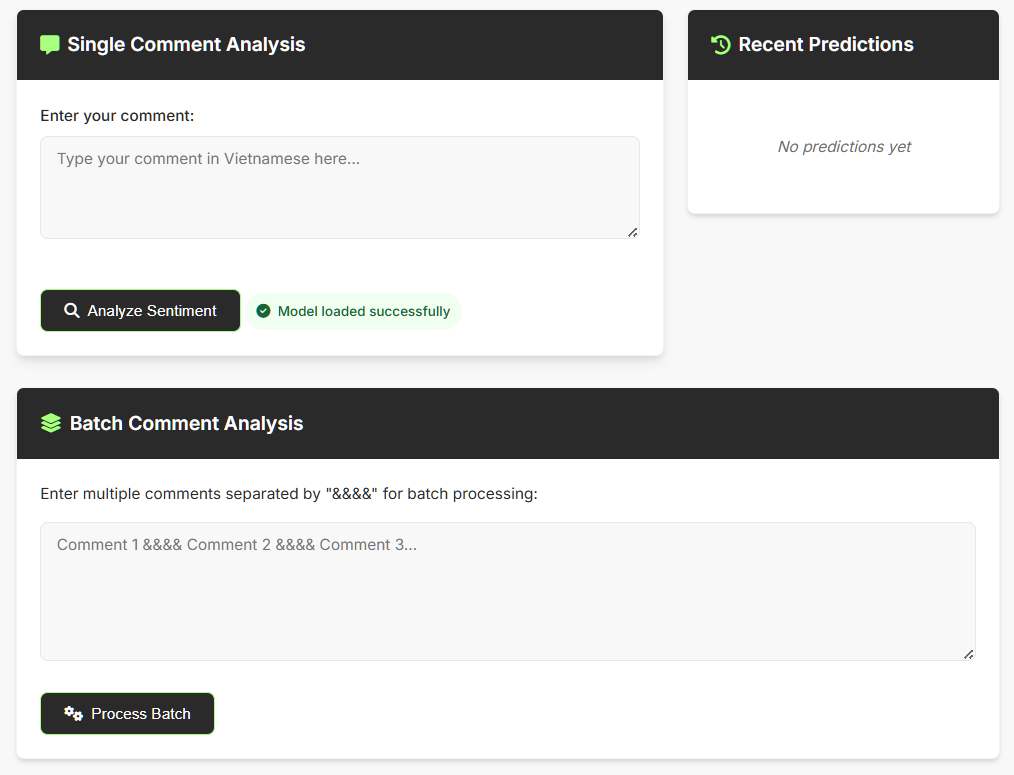 Single Comment Analysis
Enter your comment:
Type your comment in Vietnamese here...
Analyze Sentiment
Model loaded successfully
Recent Predictions
No predictions yet
Batch Comment Analysis
Enter multiple comments separated by "&&&&" for batch processing:
Comment 1 &&&& Comment 2 &&&& Comment 3...
Process Batch